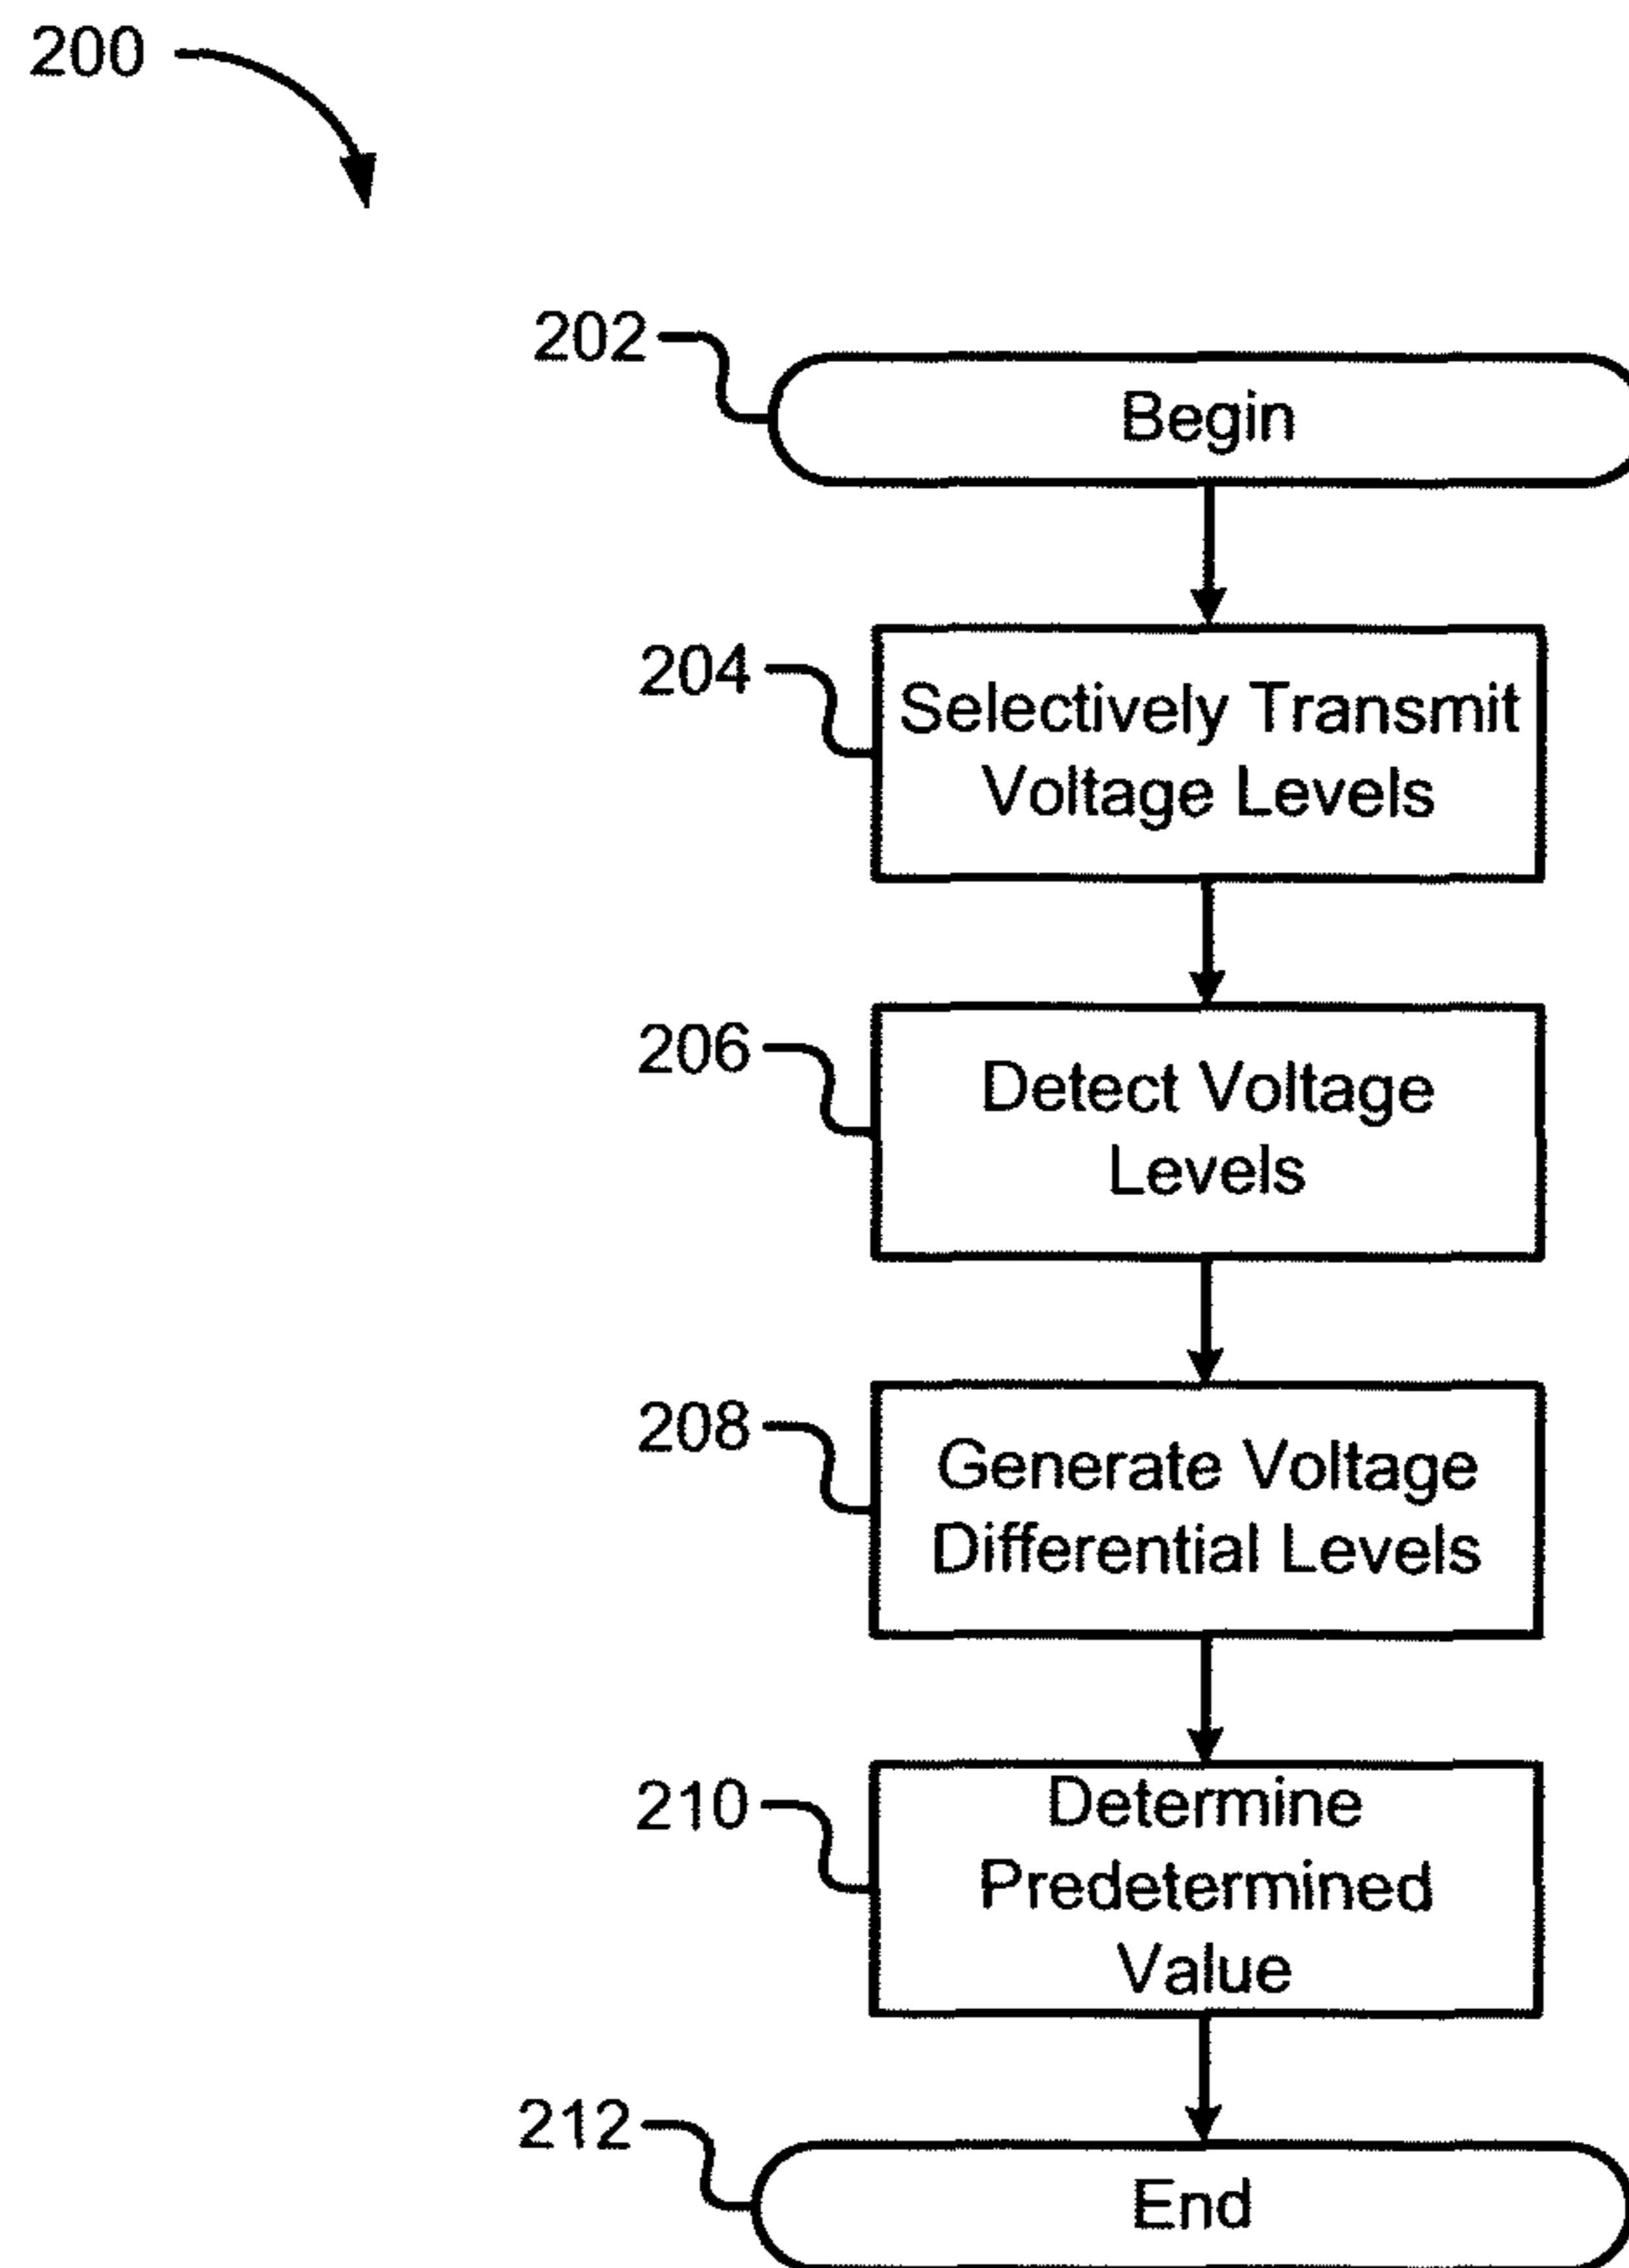 200
202
Begin
204
Selectively Transmit
Voltage Levels
206
Detect Voltage
Levels
208
Generate Voltage
Differential Levels
210
Determine
Predetermined
Value
212
End